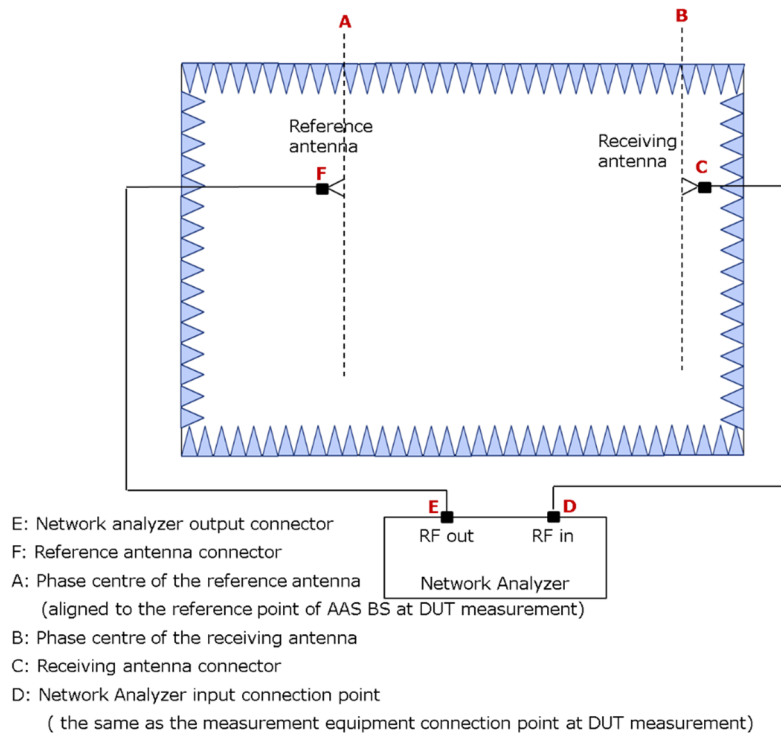 A
B
Reference
antenna
Receiving
antenna
F
C
E
D
RF out
RF in
Network Analyzer
E: Network analyzer output connector
F: Reference antenna connector
A: Phase centre of the reference antenna
(aligned to the reference point of AAS BS at DUT measurement)
B: Phase centre of the receiving antenna
C: Receiving antenna connector
D: Network Analyzer input connection point
( the same as the measurement equipment connection point at DUT measurement)